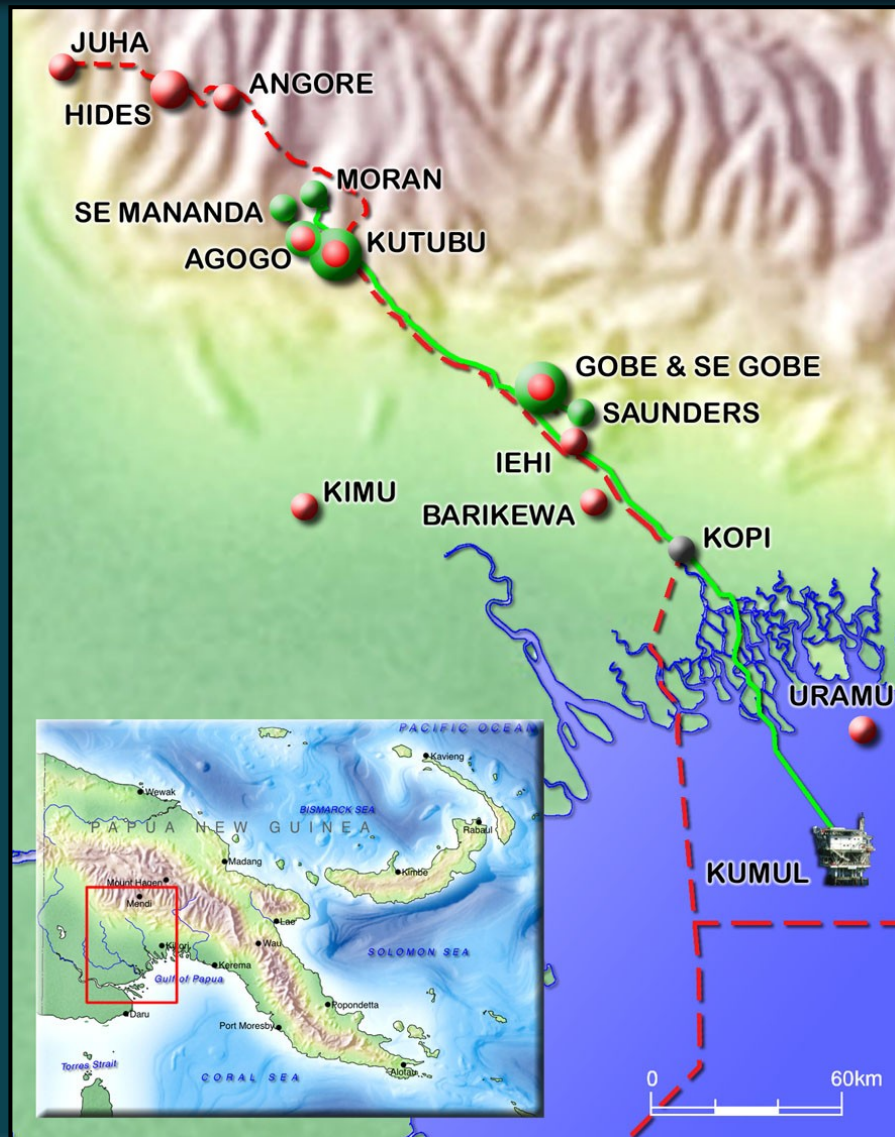 JUHA
ANGORE
HIDES
MORAN
SE MANANDA
KUTUBU
AGOGO
GOBE & SE GOBE
SAUNDERS
IEHI
KIMU
BARIKEWA
KOPI
URAMU
KUMUL
0
60km
PACIFIC OCEAN
Kavieng
Wewak
BISMARCK SEA
Rabaul
PAPUA NEW GUINEA
Madang
Kimbe
Mount Hagen
Mendi
Lae
Wau
SOLOMON SEA
Kikori
Kerema
Gulf of Papua
Popondetta
Daru
Port Moresby
Torres Strait
CORAL SEA
Alotau